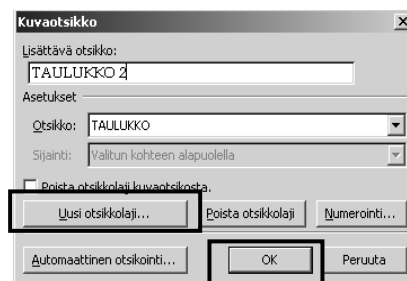 Kuvaotsikko
Lisättävä otsikko:
TAULUKKO 2
Asetukset
Otsikko: TAULUKKO
Sijainti: Valitun kohteen alapuolella
Poista otsikkolaji kuvaotsikosta.
Uusi otsikkolaji... Poista otsikkolaji Numerointi...
Automaattinen otsikointi... OK Peruuta